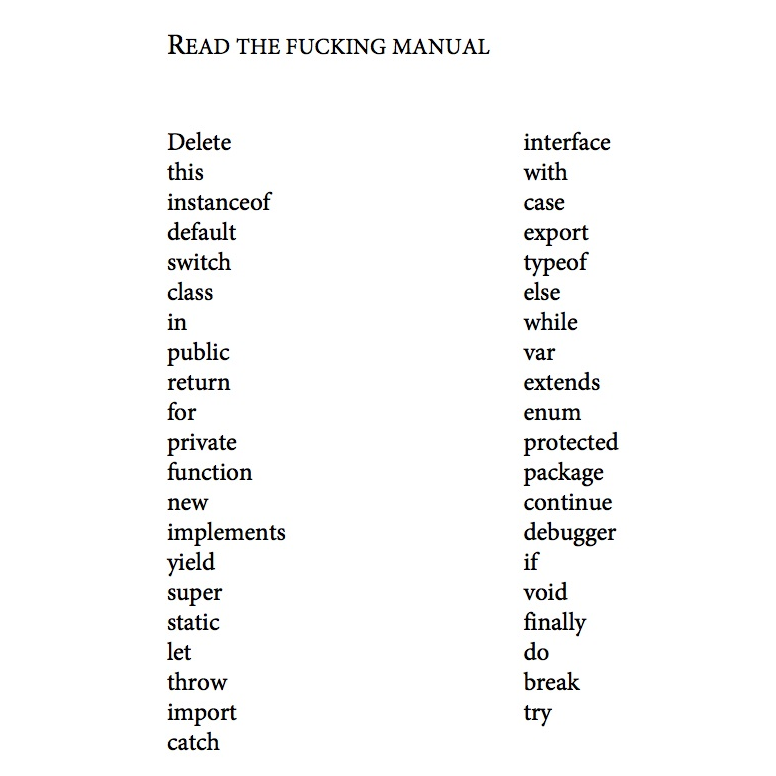 READ THE FUCKING MANUAL
Delete
this
instanceof
default
switch
class
in
public
return
for
private
function
new
implements
yield
super
static
let
throw
import
catch
interface
with
case
export
typeof
else
while
var
extends
enum
protected
package
continue
debugger
if
void
finally
do
break
try